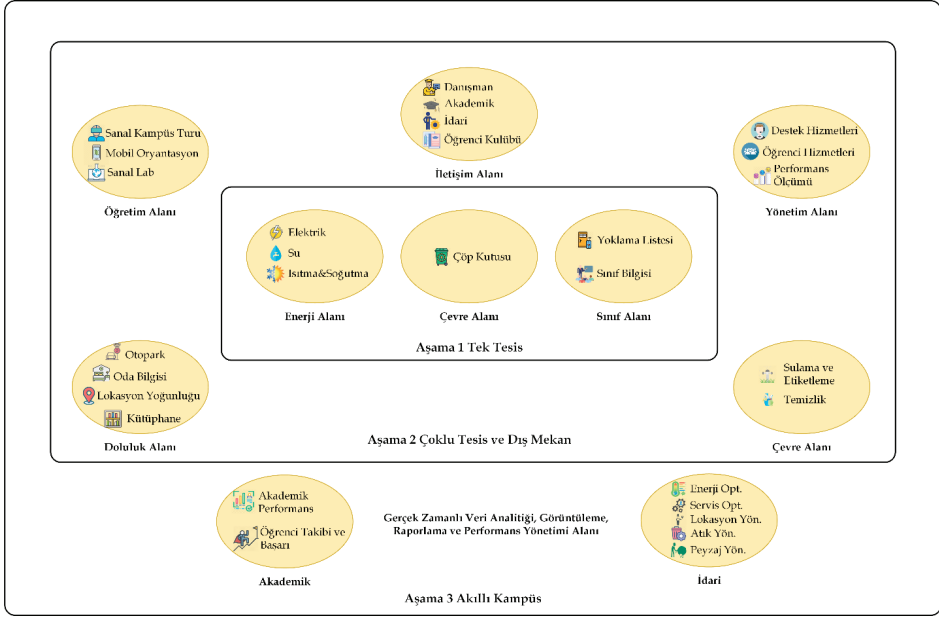 Danışman
Akademik
İdari
Öğrenci Kulübü
İletişim Alanı
Sanal Kampüs Turu
Mobil Oryantasyon
Sanal Lab
Öğretim Alanı
Destek Hizmetleri
Öğrenci Hizmetleri
Performans
Ölçümü
Yönetim Alanı
Elektrik
Su
Isıtma&Soğutma
Enerji Alanı
Çöp Kutusu
Çevre Alanı
Yoklama Listesi
Sınıf Bilgisi
Sınıf Alanı
Aşama 1 Tek Tesis
Otopark
Oda Bilgisi
Lokasyon Yoğunluğu
Kütüphane
Doluluk Alanı
Sulama ve
Etiketleme
Temizlik
Çevre Alanı
Aşama 2 Çoklu Tesis ve Dış Mekan
Akademik
Performans
Öğrenci Takibi ve
Başarı
Akademik
Gerçek Zamanlı Veri Analitiği, Görüntüleme,
Raporlama ve Performans Yönetimi Alanı
Enerji Opt.
Servis Opt.
Lokasyon Yön.
Atık Yön.
Peyzaj Yön.
İdari
Aşama 3 Akıllı Kampüs